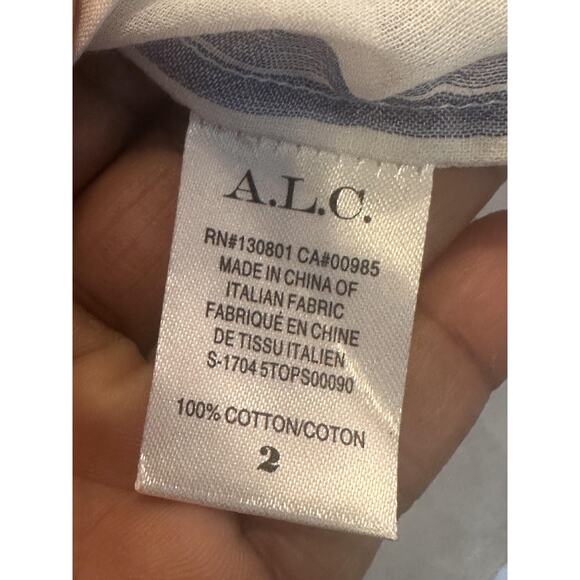 A.L.C.
RN#130801 CA#00985
MADE IN CHINA OF
ITALIAN FABRIC
FABRIQUÉ EN CHINE
DE TISSU ITALIEN
S-1704 5TOPS00090
100% COTTON/COTON
2